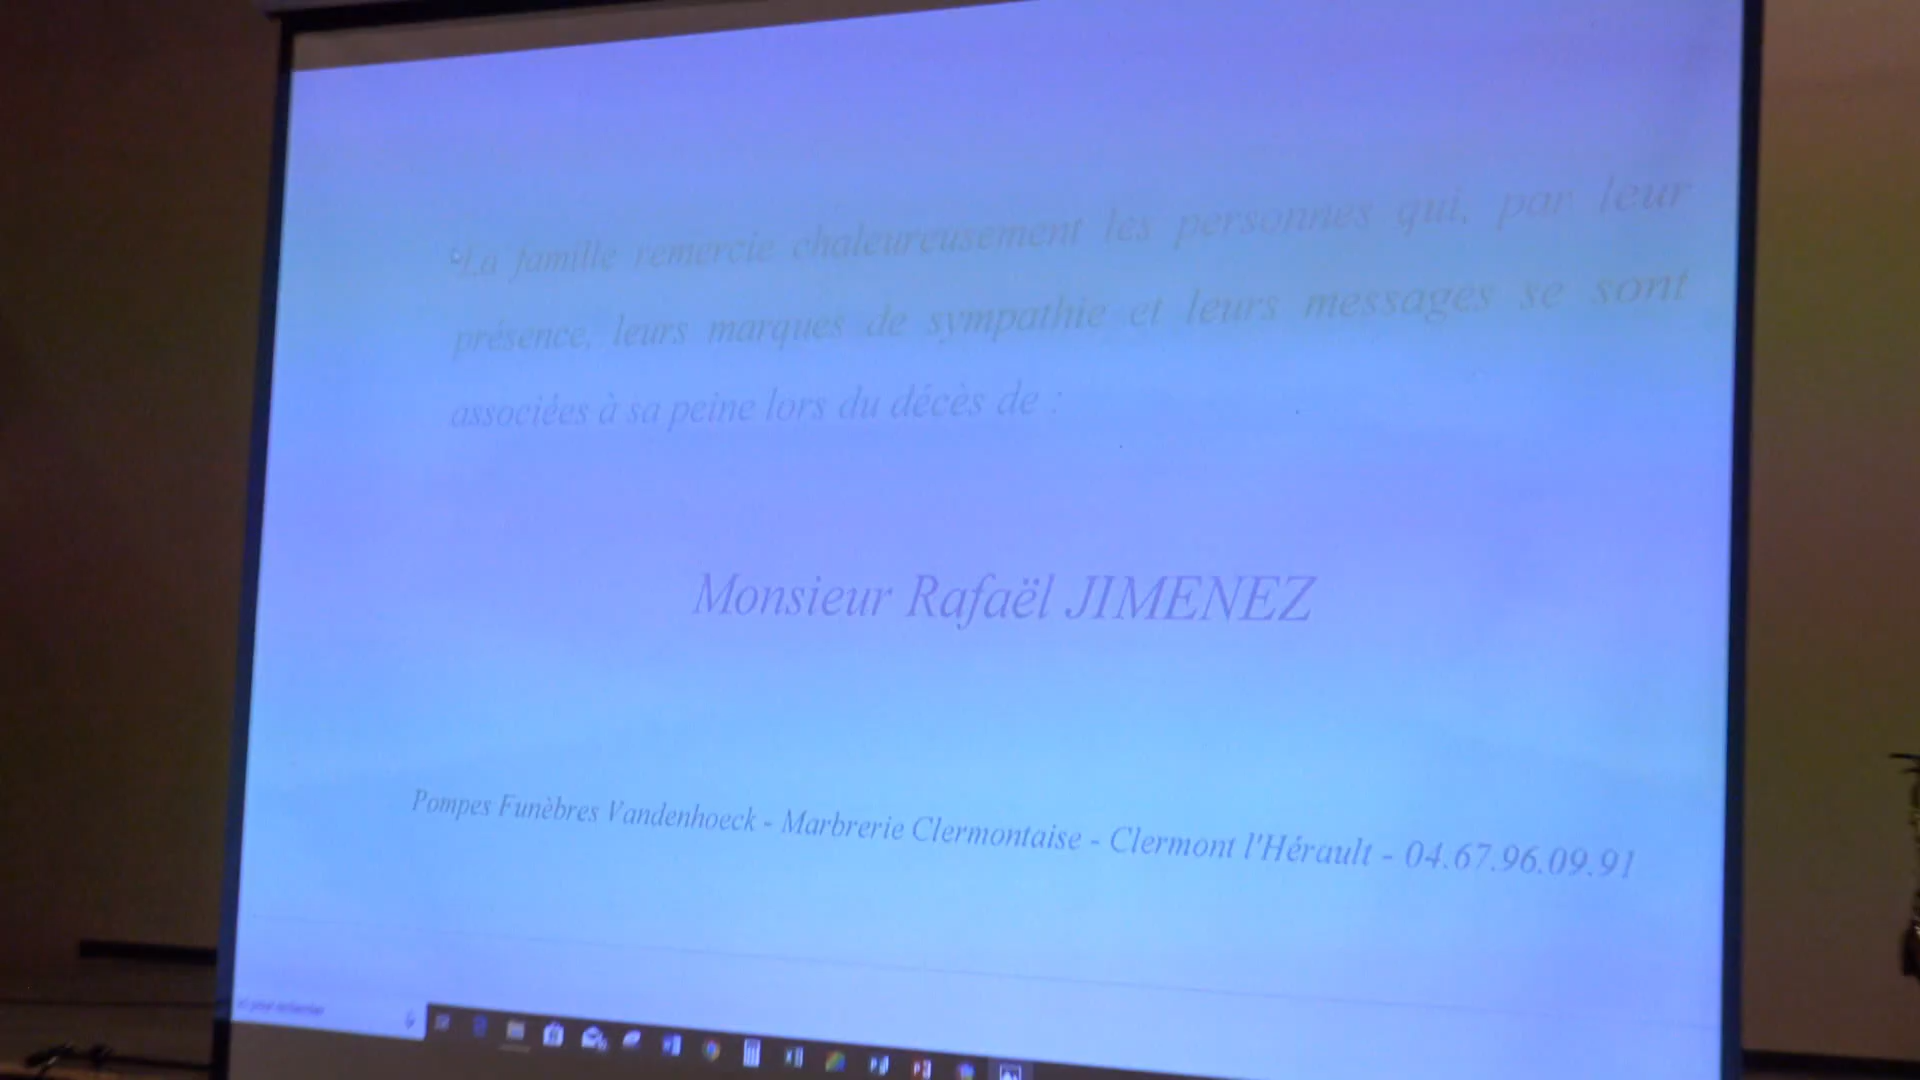 La famille remercie chaleureusement les personnes qui, par leur
présence, leurs marques de sympathie et leurs messages se sont
associées à sa peine lors du décès de :
Monsieur Rafaël JIMENEZ
Pompes Funèbres Vandenhoeck - Marbrerie Clermontaise - Clermont l'Hérault - 04.67.96.09.91
pour rechercher